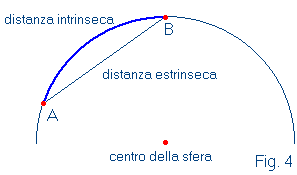 distanza intrinseca
B
distanza estrinseca
A
centro della sfera
Fig. 4